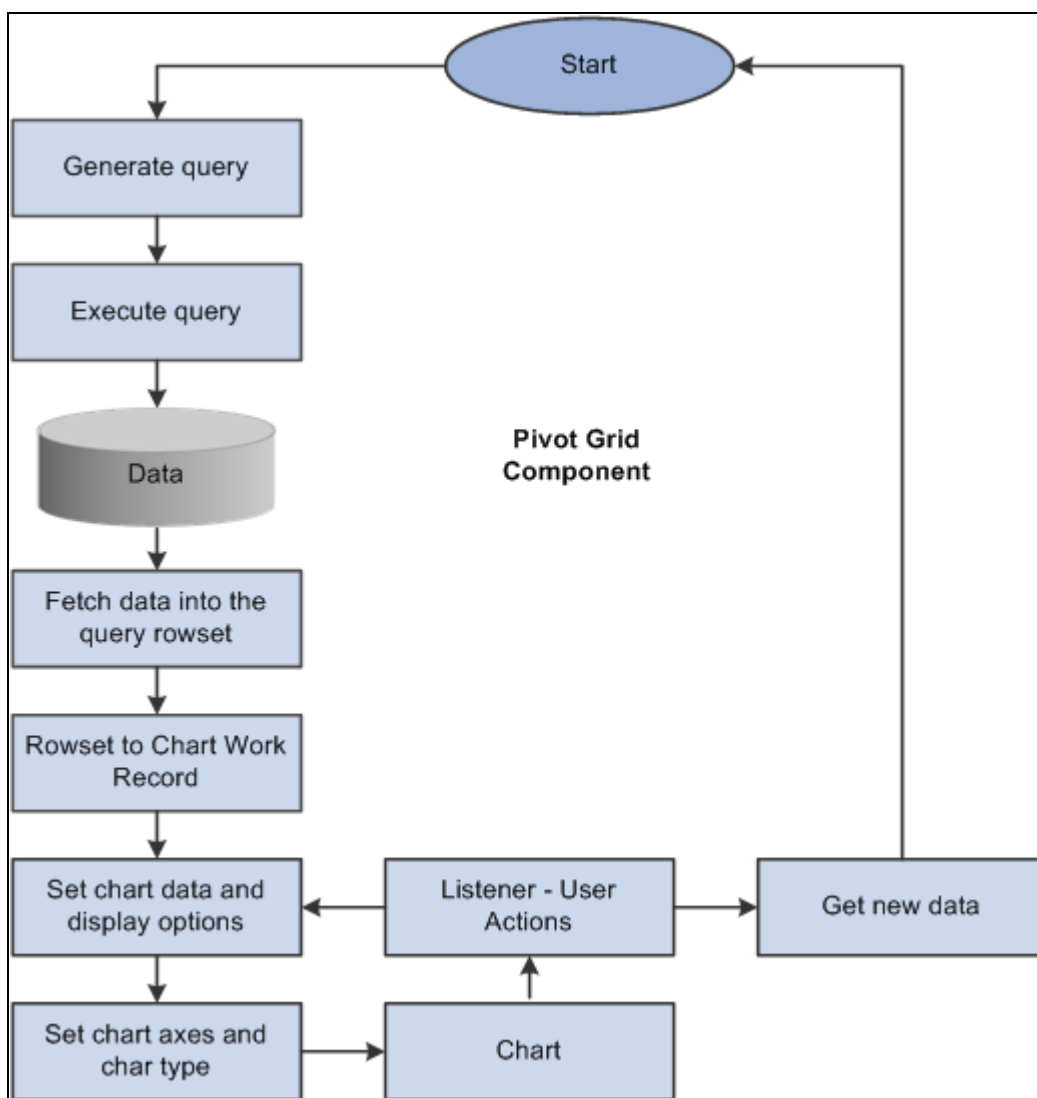 Start
Generate query
Execute query
Data
Pivot Grid
Component
Fetch data into the
query rowset
Rowset to Chart Work
Record
Set chart data and
display options
Listener - User
Actions
Get new data
Set chart axes and
char type
Chart